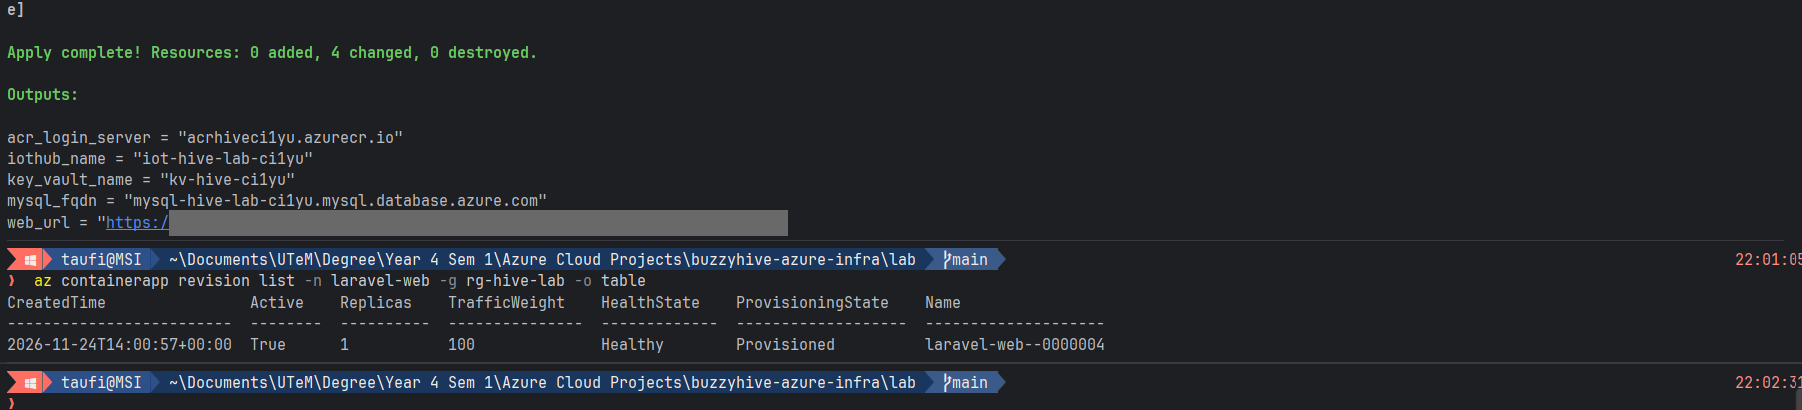 e]
Apply complete! Resources: 0 added, 4 changed, 0 destroyed.
Outputs:
acr_login_server = "acrhiveci1yu.azurecr.io"
iothub_name = "iot-hive-lab-ci1yu"
key_vault_name = "kv-hive-ci1yu"
mysql_fqdn = "mysql-hive-lab-ci1yu.mysql.database.azure.com"
web_url = "https:/
taufi@MSI ~\Documents\UTeM\Degree\Year 4 Sem 1\Azure Cloud Projects\buzzyhive-azure-infra\lab main 22:01:05
❯ az containerapp revision list -n laravel-web -g rg-hive-lab -o table
CreatedTime Active Replicas TrafficWeight HealthState ProvisioningState Name
------------------------- -------- ---------- --------------- ------------- ------------------- --------------------
2026-11-24T14:00:57+00:00 True 1 100 Healthy Provisioned laravel-web--0000004
taufi@MSI ~\Documents\UTeM\Degree\Year 4 Sem 1\Azure Cloud Projects\buzzyhive-azure-infra\lab main 22:02:31
❯